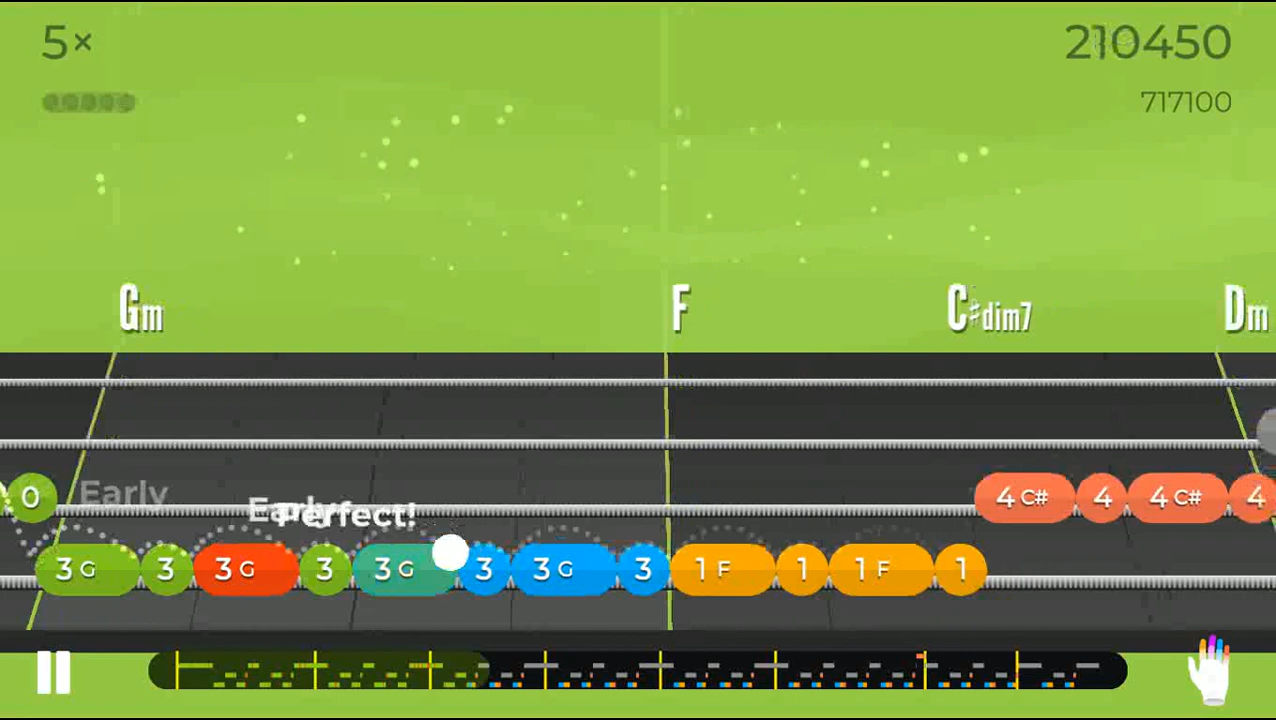 5×
210450
717100
Gm F C#dim7 Dm
Early
Early Perfect!
0 4 C# 4 4 C# 4
3 G 3 3 G 3 3 G 3 3 G 3 1 F 1 1 F 1